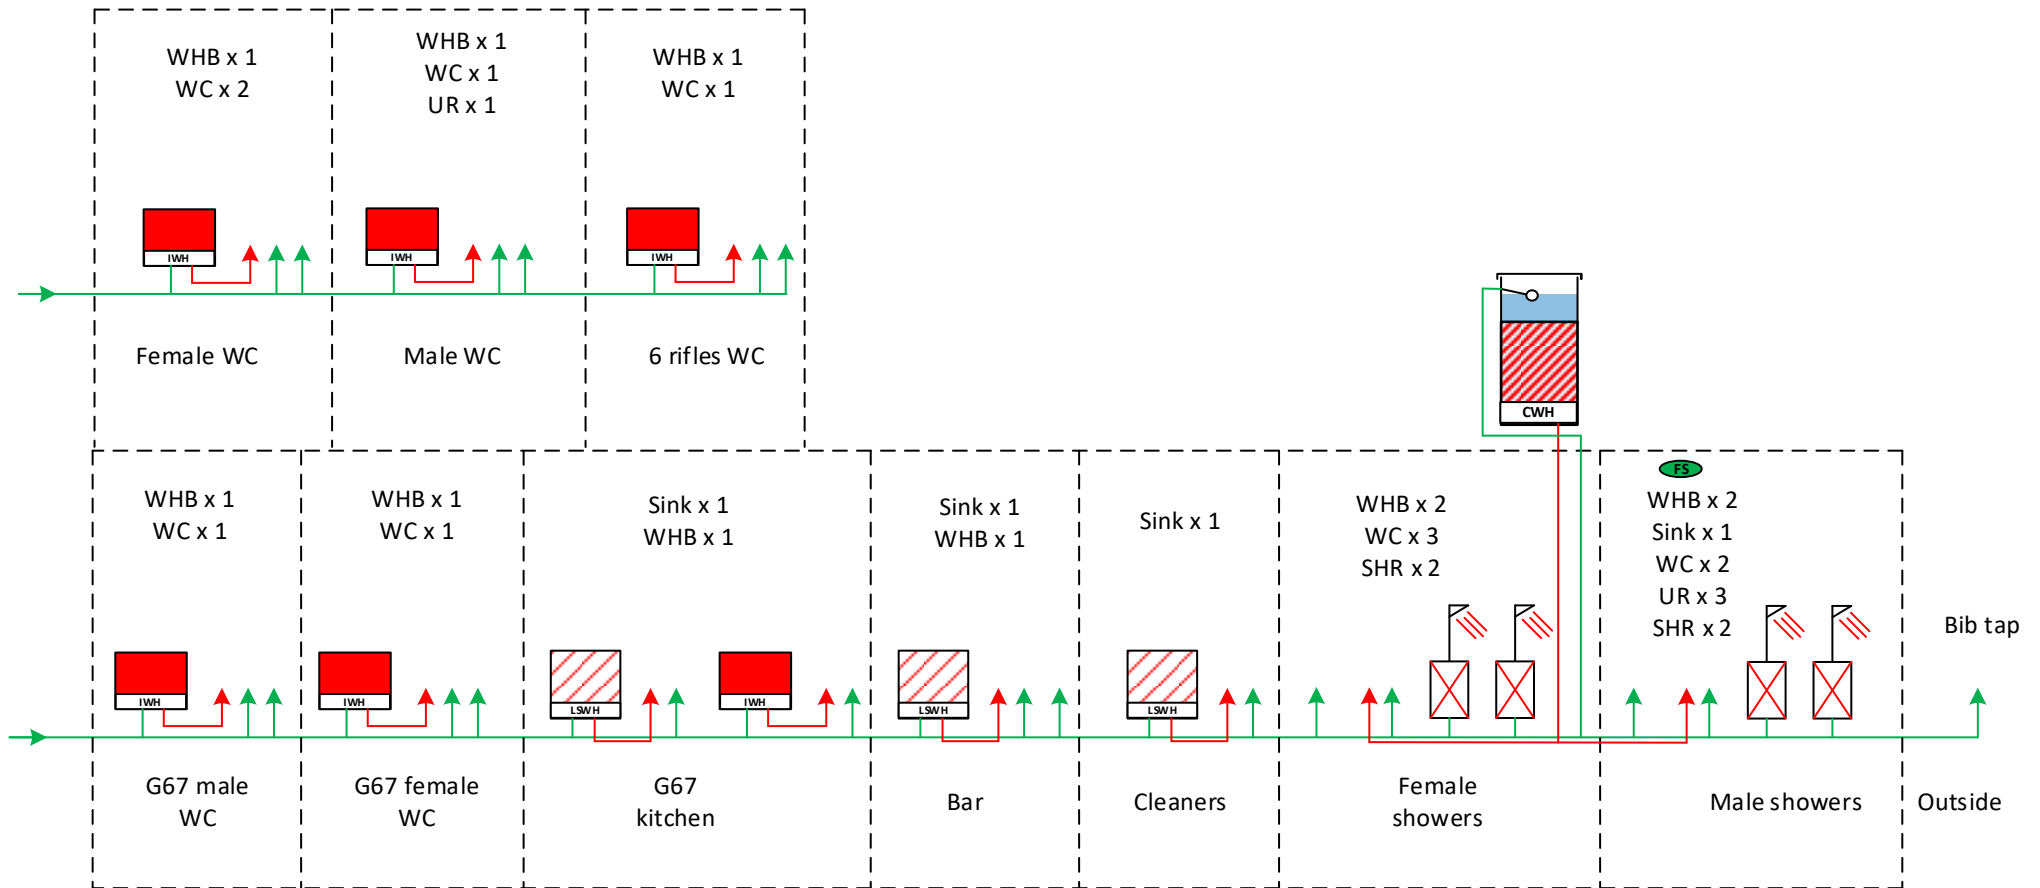 WHB x 1
WC x 2
WHB x 1
WC x 1
UR x 1
WHB x 1
WC x 1
IWH
IWH
IWH
Female WC
Male WC
6 rifles WC
CWH
WHB x 1
WC x 1
WHB x 1
WC x 1
Sink x 1
WHB x 1
Sink x 1
WHB x 1
Sink x 1
WHB x 2
WC x 3
SHR x 2
FS
WHB x 2
Sink x 1
WC x 2
UR x 3
SHR x 2
Bib tap
IWH
IWH
LSWH
IWH
LSWH
LSWH
G67 male
WC
G67 female
WC
G67
kitchen
Bar
Cleaners
Female
showers
Male showers
Outside